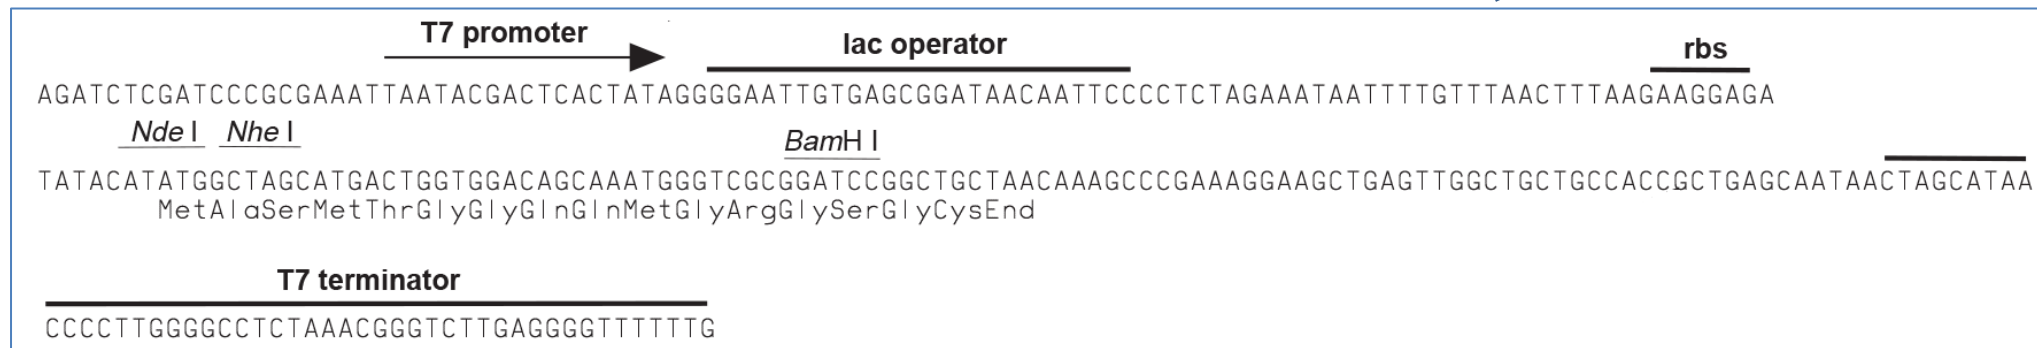 T7 promoter lac operator rbs
AGATCTCGATCCCGCGAAATTAATACGACTCACTATAGGGGAATTGTGAGCGGATAACAATTCCCCTCTAGAAATAATTTTGTTTAACTTTAAGAAGGAGA
Nde I Nhe I BamH I
TATACATATGGCTAGCATGACTGGTGGACAGCAAATGGGTCGCGGATCCGGCTGCTAACAAAGCCCGAAAGGAAGCTGAGTTGGCTGCTGCCACCGCTGAGCAATAACTAGCATAA
MetAlaSerMetThrGlyGlyGlnGlnMetGlyArgGlySerGlyCysEnd
T7 terminator
CCCCTTGGGGCCTCTAAACGGGTCTTGAGGGGTTTTTTG